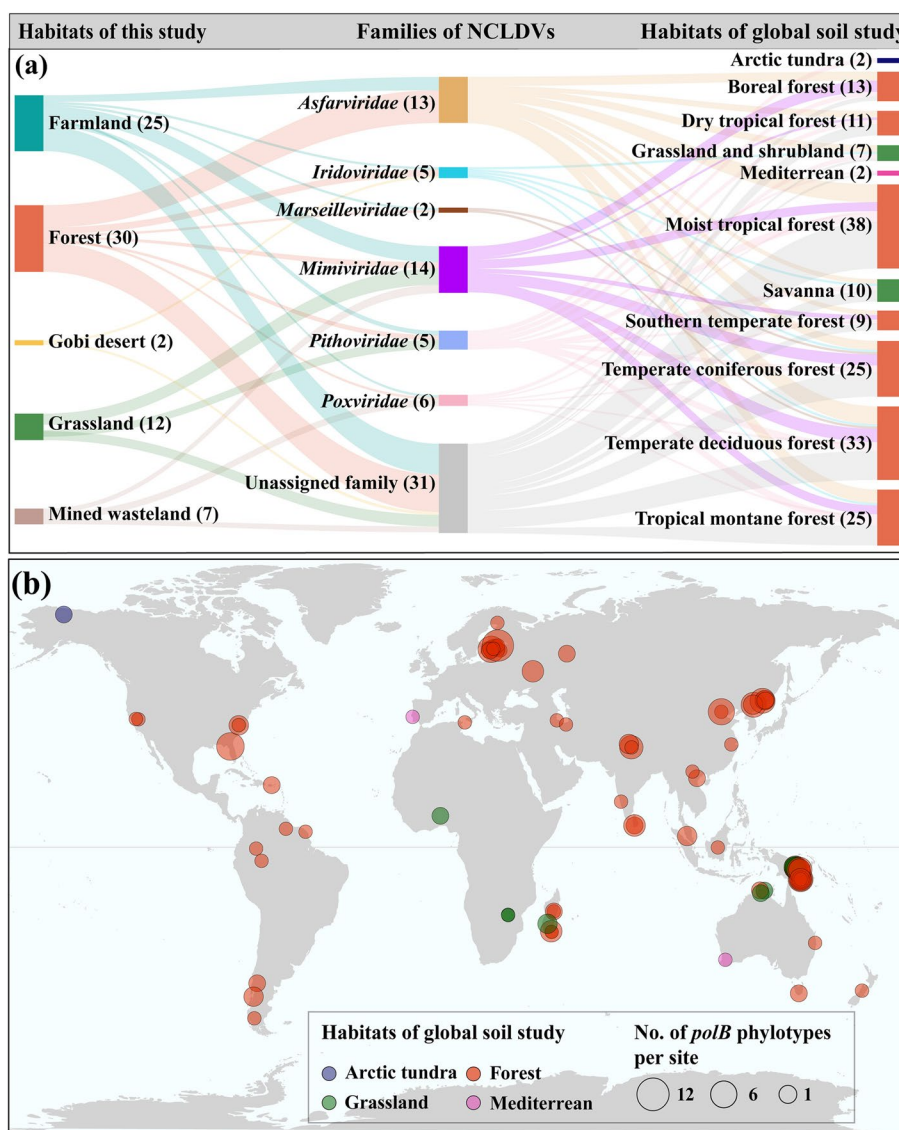 Habitats of this study
Families of NCLDVs
Habitats of global soil study
(a)
Farmland (25)
Forest (30)
Gobi desert (2)
Grassland (12)
Mined wasteland (7)
Asfarviridae (13)
Iridoviridae (5)
Marseilleviridae (2)
Mimiviridae (14)
Pithoviridae (5)
Poxviridae (6)
Unassigned family (31)
Arctic tundra (2)
Boreal forest (13)
Dry tropical forest (11)
Grassland and shrubland (7)
Mediterrean (2)
Moist tropical forest (38)
Savanna (10)
Southern temperate forest (9)
Temperate coniferous forest (25)
Temperate deciduous forest (33)
Tropical montane forest (25)
(b)
Habitats of global soil study
Arctic tundra
Forest
Grassland
Mediterrean
No. of polB phylotypes
per site
12
6
1